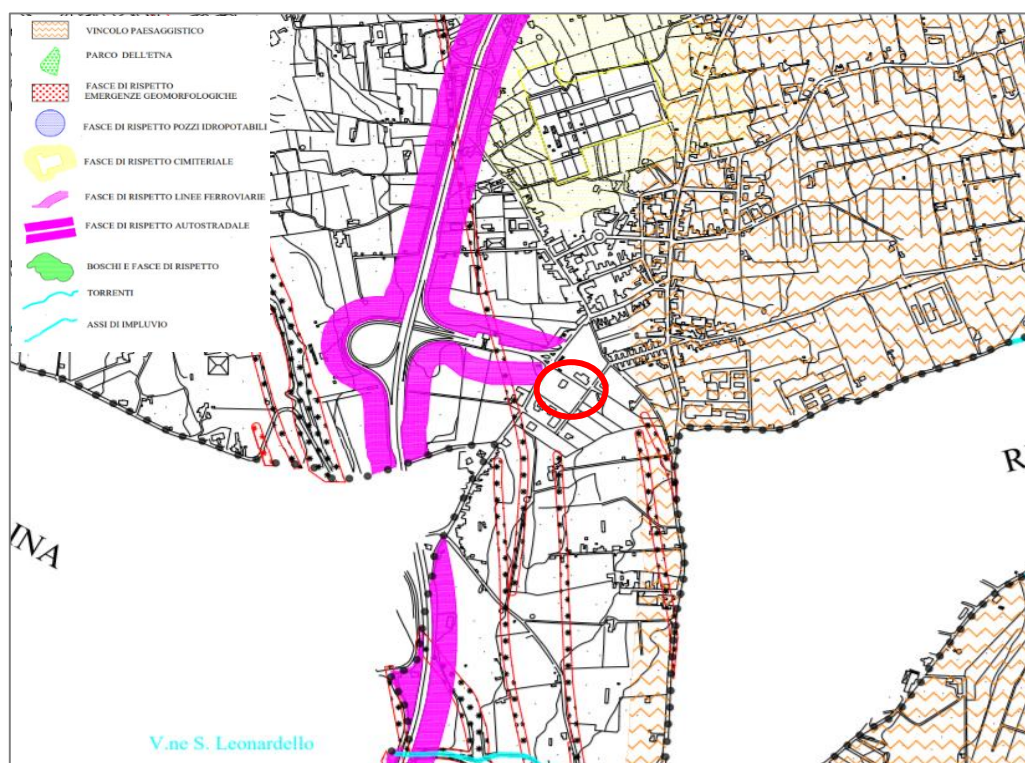 VINCOLO PAESAGGISTICO
PARCO DELL'ETNA
FASCE DI RISPETTO
EMERGENZE GEOMORFOLOGICHE
FASCE DI RISPETTO POZZI IDROPOTABILI
FASCE DI RISPETTO CIMITERIALE
FASCE DI RISPETTO LINEE FERROVIARIE
FASCE DI RISPETTO AUTOSTRADALE
BOSCHI E FASCE DI RISPETTO
TORRENTI
ASSI DI IMPLUVIO
R
INA
V.ne S. Leonardello